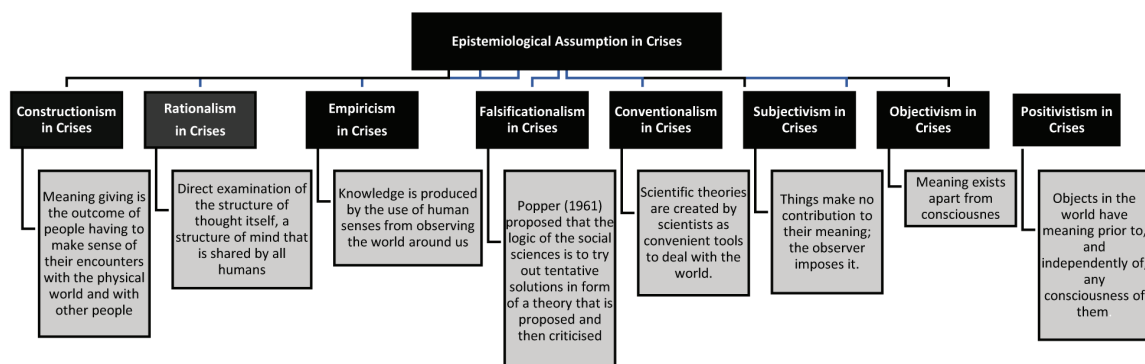 Epistemological Assumption in Crises
Constructionism
in Crises
Rationalism
in Crises
Empiricism
in Crises
Falsificationalism
in Crises
Conventionalism
in Crises
Subjectivism in
Crises
Objectivism in
Crises
Positivistism in
Crises
Meaning giving is
the outcome of
people having to
make sense of
their encounters
with the physical
world and with
other people
Direct examination of
the structure of
thought itself, a
structure of mind that
is shared by all
humans
Knowledge is produced
by the use of human
senses from observing
the world around us
Popper (1961)
proposed that the
logic of the social
sciences is to try
out tentative
solutions in form
of a theory that is
proposed and
then criticised
Scientific theories
are created by
scientists as
convenient tools
to deal with the
world.
Things make no
contribution to
their meaning;
the observer
imposes it.
Meaning exists
apart from
consciousnes
Objects in the
world have
meaning prior to,
and
independently of,
any
consciousness of
them.